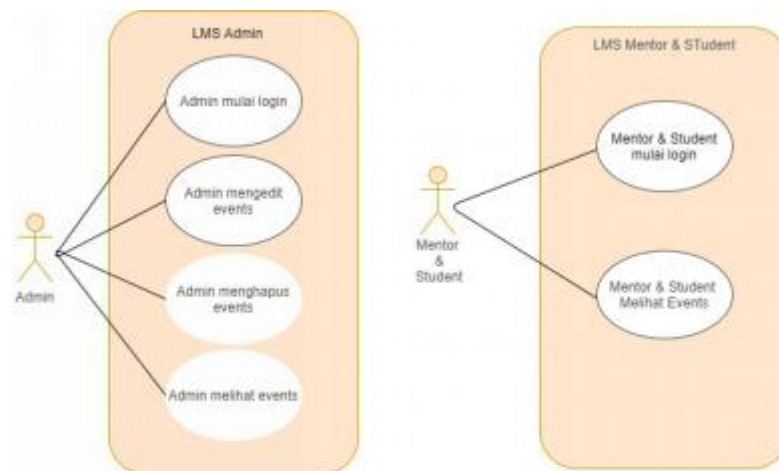 LMS Admin
Admin mulai login
Admin mengedit
events
Admin menghapus
events
Admin melihat events
Admin
LMS Mentor & STudent
Mentor & Student
mulai login
Mentor & Student
Melihat Events
Mentor
&
Student